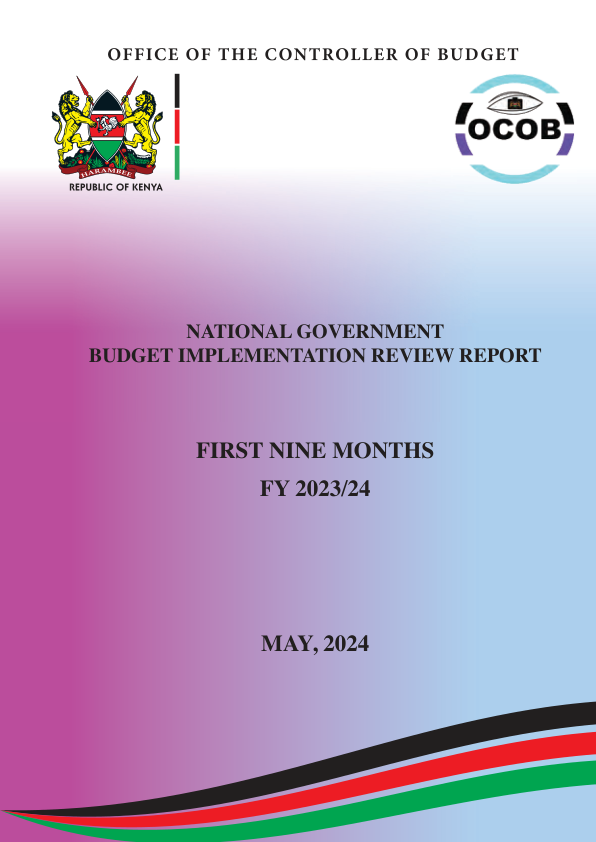 OFFICE OF THE CONTROLLER OF BUDGET
HARAMBEE
REPUBLIC OF KENYA
OCOB
NATIONAL GOVERNMENT
BUDGET IMPLEMENTATION REVIEW REPORT
FIRST NINE MONTHS
FY 2023/24
MAY, 2024